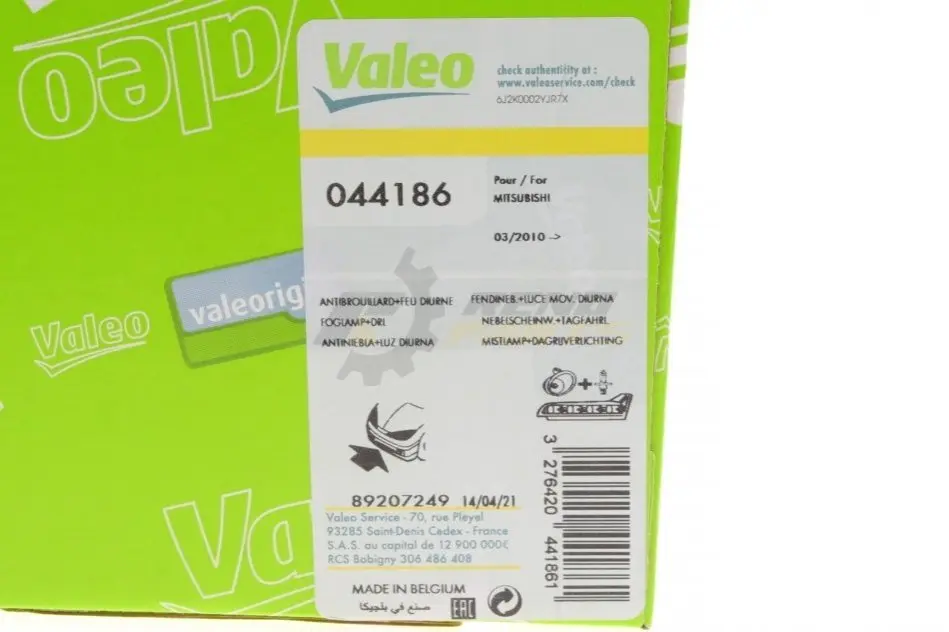 Valeo
Valeo
check authenticity at :
www.valeoservice.com/check
6J2K0002YJR7X
044186
Pour / For
MITSUBISHI
03/2010 ->
valeorigi
Valeo
ANTIBROUILLARD+FEU DIURNE
FOGLAMP+DRL
ANTINIEBLA+LUZ DIURNA
FENDINEB.+LUCE MOV. DIURNA
NEBELSCHEINW.+TAGFAHRL
MISTLAMP+DAGRIJVERLICHTING
3 276420 441861
89207249 14/04/21
Valeo Service - 70, rue Pleyel
93285 Saint-Denis Cedex - France
S.A.S. au capital de 12 900 000€
RCS Bobigny 306 486 408
MADE IN BELGIUM
صنع في بلجيكا
EAC
Va